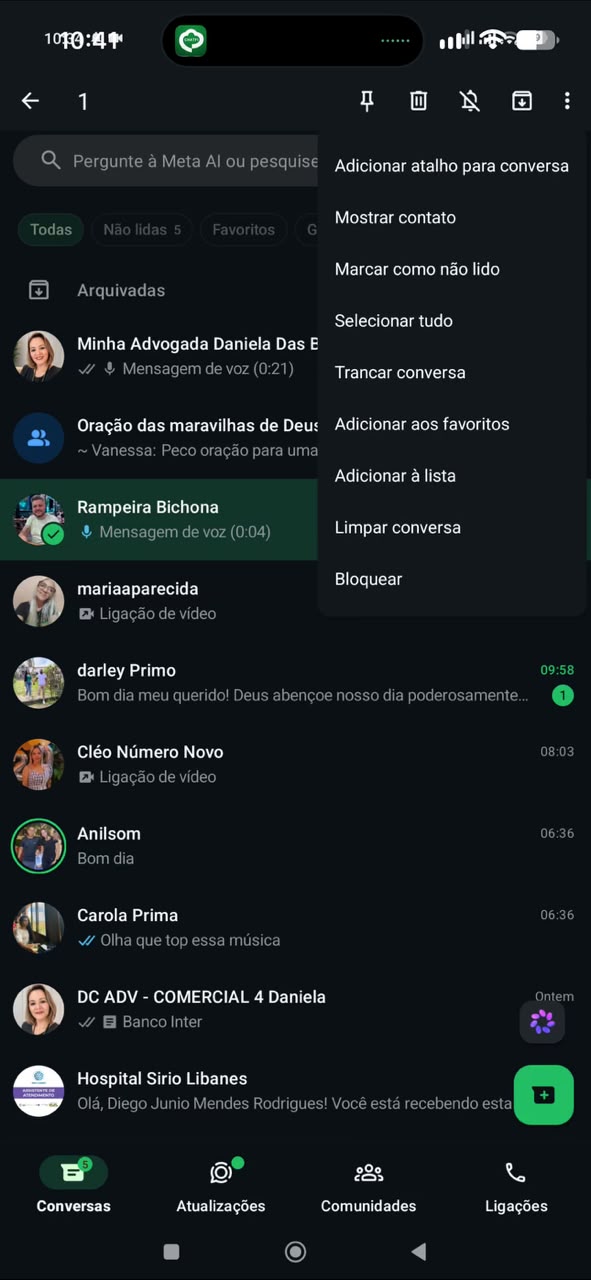 10:41
1
Pergunte à Meta AI ou pesquise
Adicionar atalho para conversa
Mostrar contato
Marcar como não lido
Selecionar tudo
Trancar conversa
Adicionar aos favoritos
Adicionar à lista
Limpar conversa
Bloquear
Todas
Não lidas 5
Favoritos
G
Arquivadas
Minha Advogada Daniela Das B
Mensagem de voz (0:21)
Oração das maravilhas de Deus
~ Vanessa: Peco oração para uma
Rampeira Bichona
Mensagem de voz (0:04)
mariaaparecida
Ligação de vídeo
darley Primo
09:58
Bom dia meu querido! Deus abençoe nosso dia poderosamente...
1
Cléo Número Novo
08:03
Ligação de vídeo
Anilsom
06:36
Bom dia
Carola Prima
06:36
Olha que top essa música
DC ADV - COMERCIAL 4 Daniela
Ontem
Banco Inter
Hospital Sirio Libanes
Olá, Diego Junio Mendes Rodrigues! Você está recebendo esta
5
Conversas
Atualizações
Comunidades
Ligações